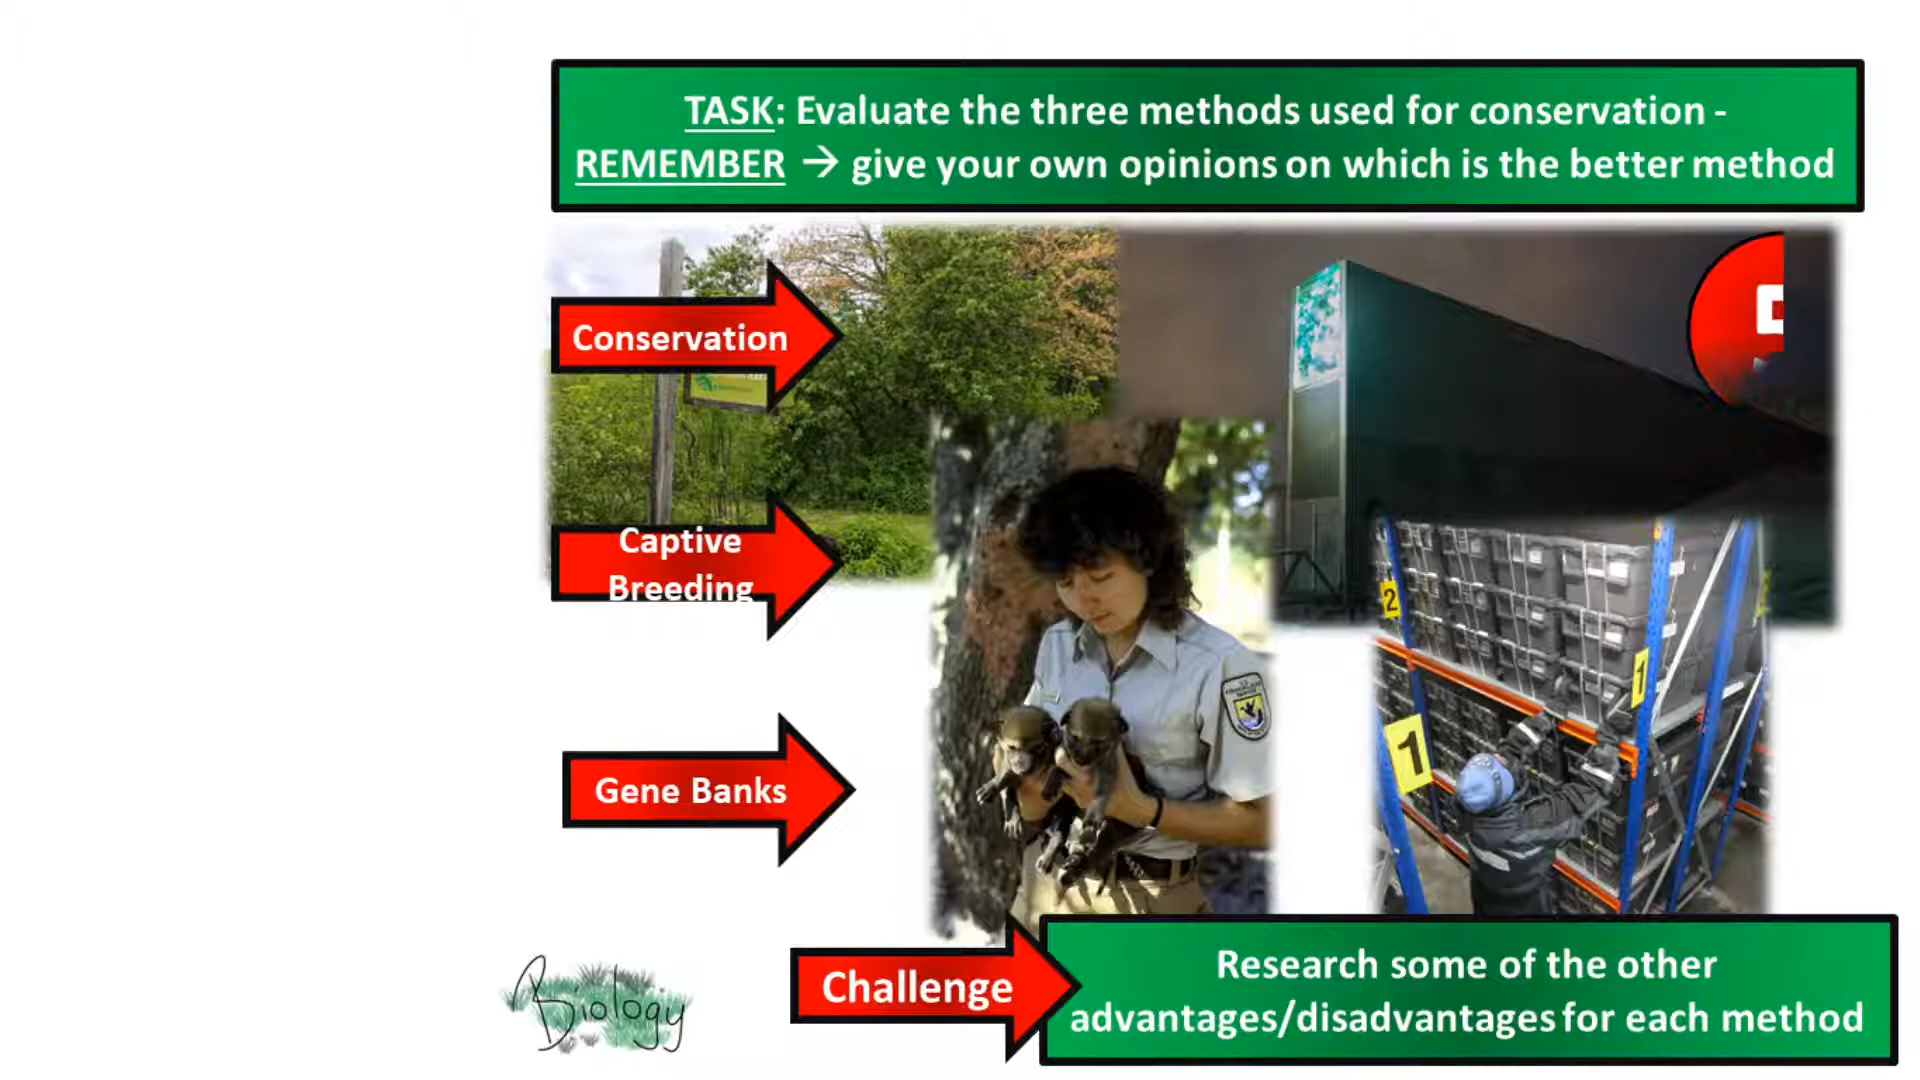 TASK: Evaluate the three methods used for conservation -
REMEMBER → give your own opinions on which is the better method
Conservation
Captive
Breeding
2
1
1
Gene Banks
Challenge
Research some of the other
advantages/disadvantages for each method
Biology